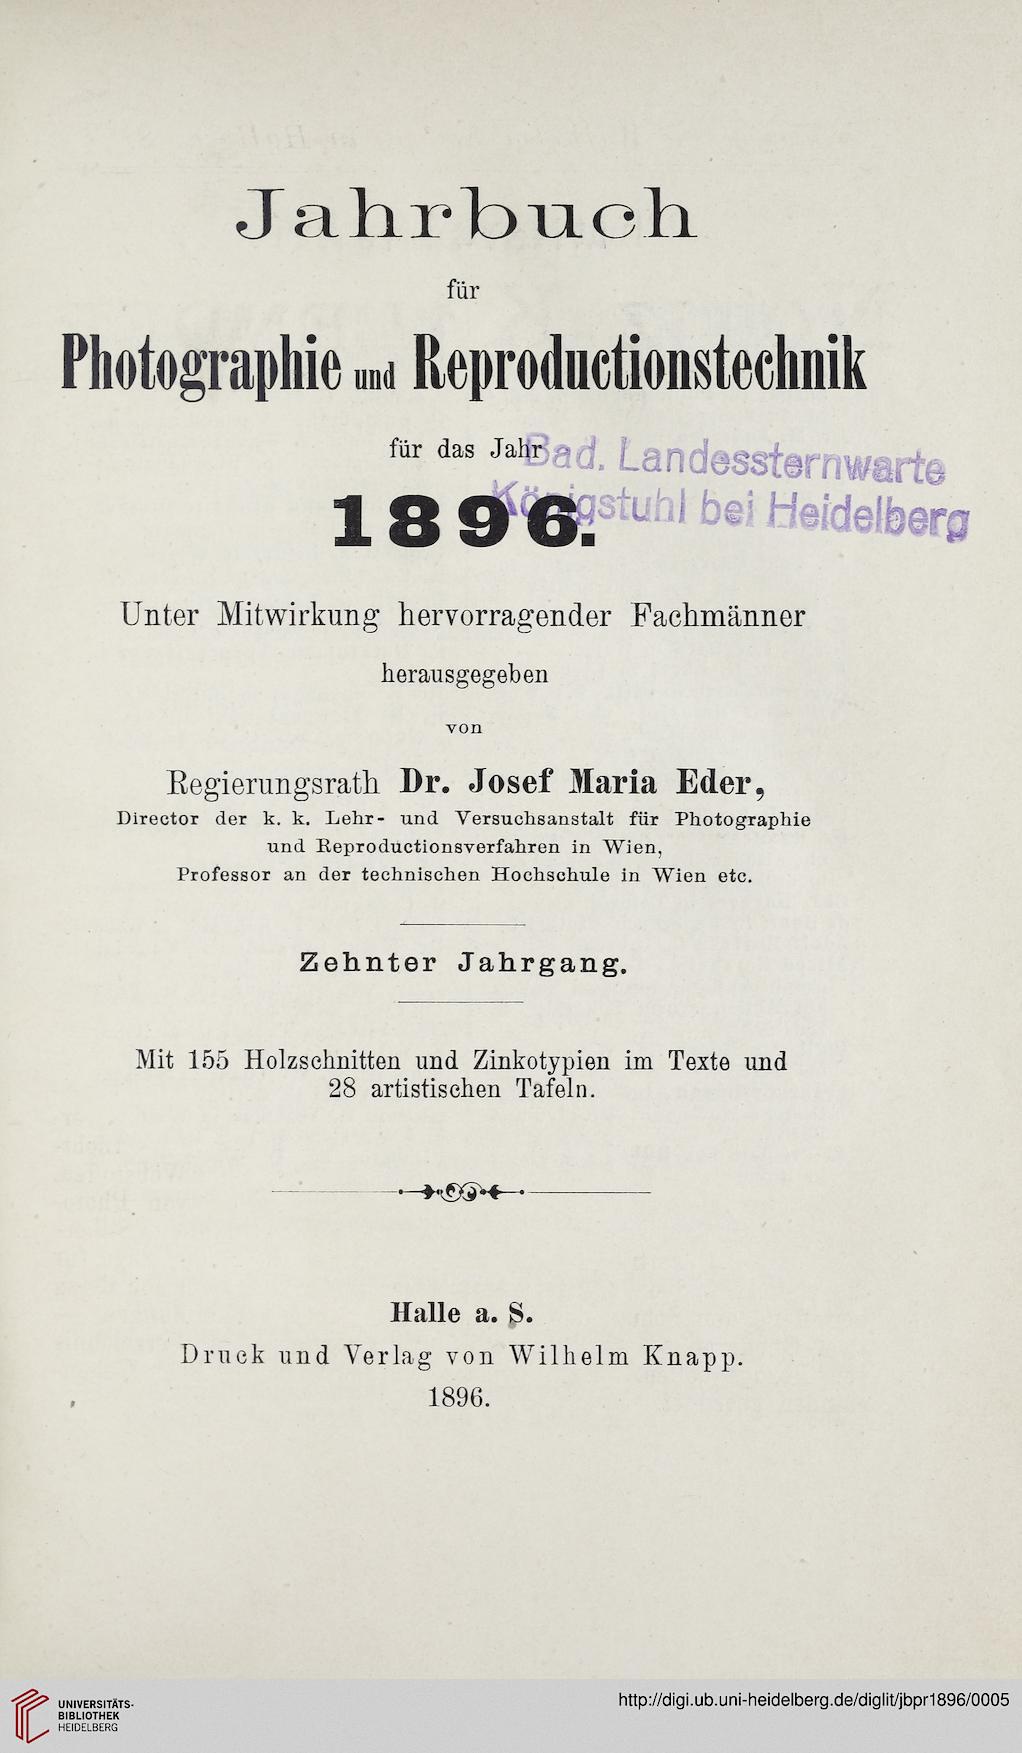 Jahrbuch
für
Photographie und Reproductionstechnik
für das Jahr
Bad. Landessternwarte
Königstuhl bei Heidelberg
1896.
Unter Mitwirkung hervorragender Fachmänner
herausgegeben
von
Regierungsrath Dr. Josef Maria Eder,
Director der k. k. Lehr- und Versuchsanstalt für Photographie
und Reproductionsverfahren in Wien,
Professor an der technischen Hochschule in Wien etc.
Zehnter Jahrgang.
Mit 155 Holzschnitten und Zinkotypien im Texte und
28 artistischen Tafeln.
Halle a. S.
Druck und Verlag von Wilhelm Knapp.
1896.
UNIVERSITÄTS-
BIBLIOTHEK
HEIDELBERG
http://digi.ub.uni-heidelberg.de/diglit/jbpr1896/0005